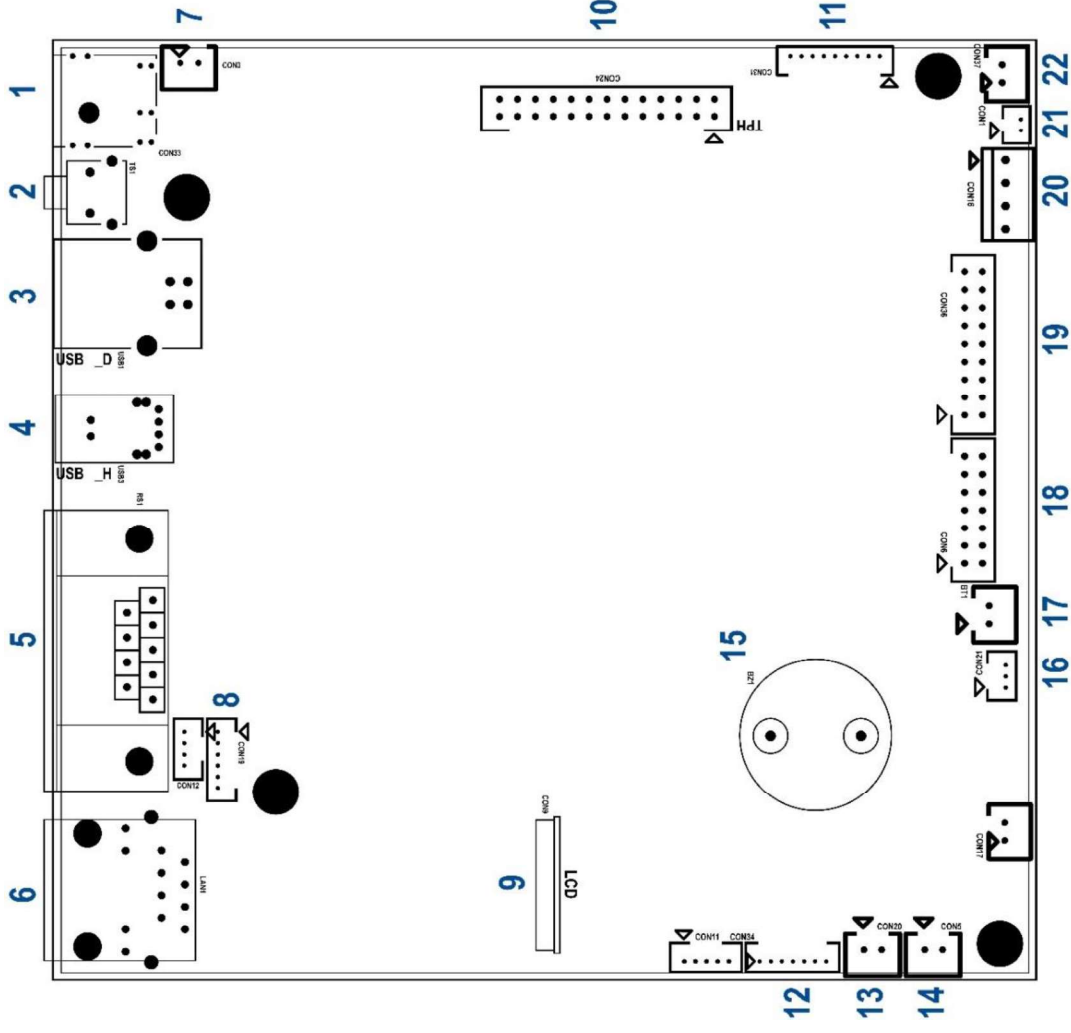 1
2
3
4
5
6
7
8
9
10
11
12
13
14
15
16
17
18
19
20
21
22
CON3
CON33
TS1
USB _D
USB1
USB _H
USB3
RS1
CON12
CON19
LAN1
CON24
TPH
CON31
CON9
LCD
BZ1
CON11
CON34
CON20
CON5
CON17
CON21
BT1
CON6
CON36
CON16
CON1
CON37